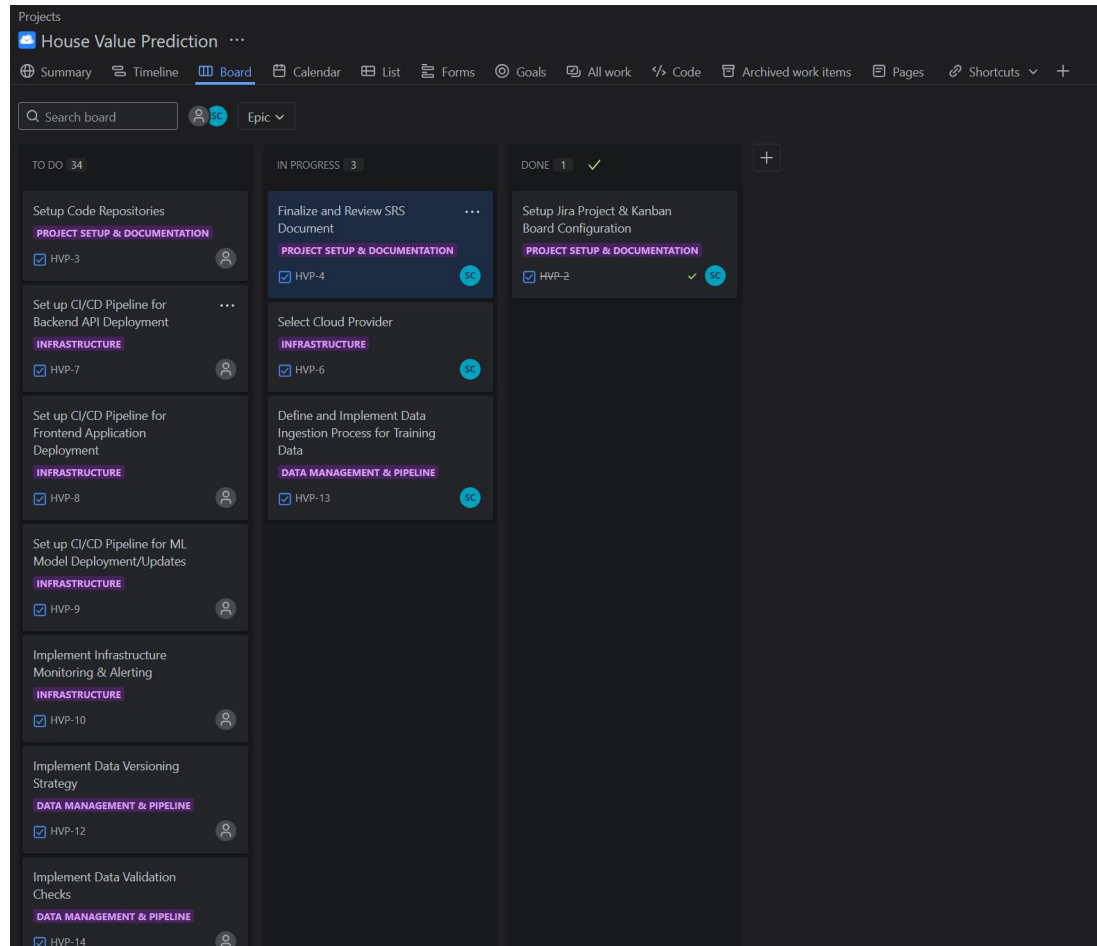 Projects
House Value Prediction
Summary Timeline Board Calendar List Forms Goals All work Code Archived work items Pages Shortcuts
Search board SC Epic
TO DO 34
Setup Code Repositories
PROJECT SETUP & DOCUMENTATION
HVP-3
Set up CI/CD Pipeline for
Backend API Deployment
INFRASTRUCTURE
HVP-7
Set up CI/CD Pipeline for
Frontend Application
Deployment
INFRASTRUCTURE
HVP-8
Set up CI/CD Pipeline for ML
Model Deployment/Updates
INFRASTRUCTURE
HVP-9
Implement Infrastructure
Monitoring & Alerting
INFRASTRUCTURE
HVP-10
Implement Data Versioning
Strategy
DATA MANAGEMENT & PIPELINE
HVP-12
Implement Data Validation
Checks
DATA MANAGEMENT & PIPELINE
HVP-14
IN PROGRESS 3
Finalize and Review SRS
Document
PROJECT SETUP & DOCUMENTATION
HVP-4 SC
Select Cloud Provider
INFRASTRUCTURE
HVP-6 SC
Define and Implement Data
Ingestion Process for Training
Data
DATA MANAGEMENT & PIPELINE
HVP-13 SC
DONE 1
Setup Jira Project & Kanban
Board Configuration
PROJECT SETUP & DOCUMENTATION
HVP-2 SC